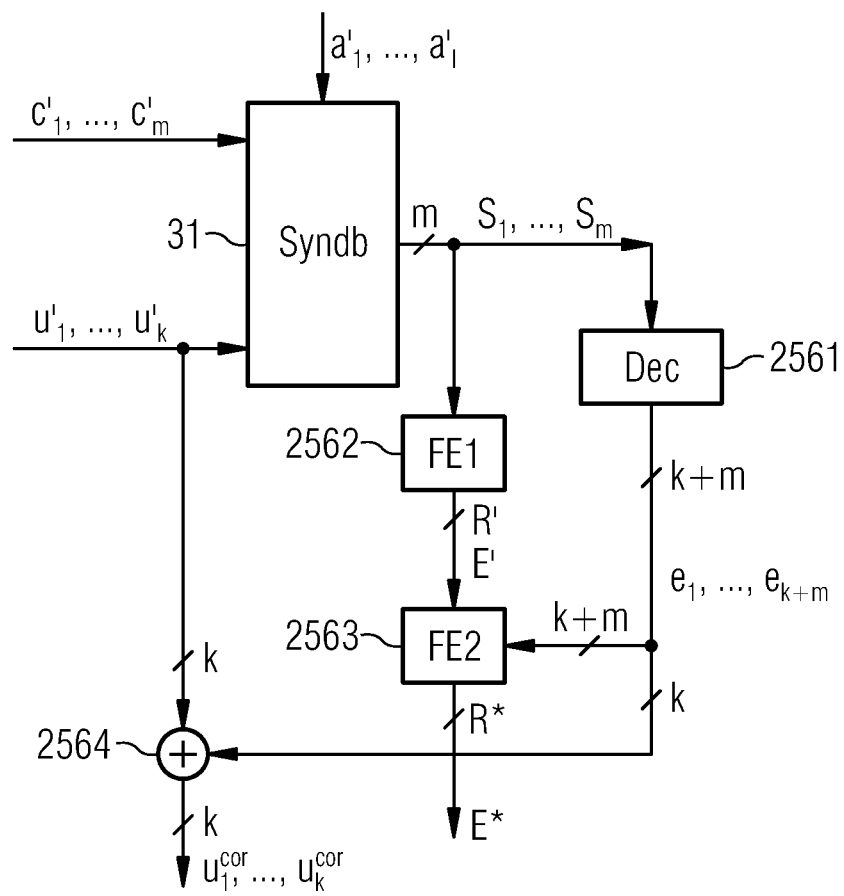 a'₁, ..., a'ₗ
c'₁, ..., c'ₘ
31
Syndb
m
S₁, ..., Sₘ
u'₁, ..., u'ₖ
Dec
2561
2562
FE1
k+m
R'
E'
e₁, ..., eₖ₊ₘ
2563
FE2
k+m
k
k
R*
2564
+
k
E*
u₁ᶜᵒʳ, ..., uₖᶜᵒʳ